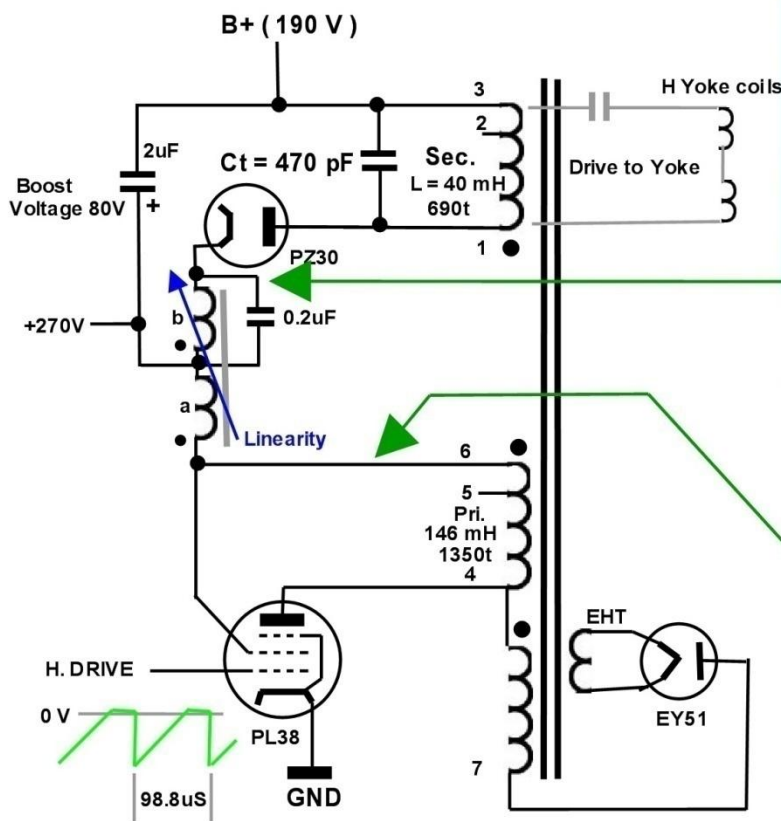 B+ ( 190 V )
3
H Yoke coils
2
2uF
Ct = 470 pF
Sec.
L = 40 mH
690t
Drive to Yoke
Boost
Voltage 80V
+
1
PZ30
b
0.2uF
+270V
a
Linearity
6
5
Pri.
146 mH
1350t
4
EHT
H. DRIVE
0 V
PL38
EY51
7
98.8uS
GND